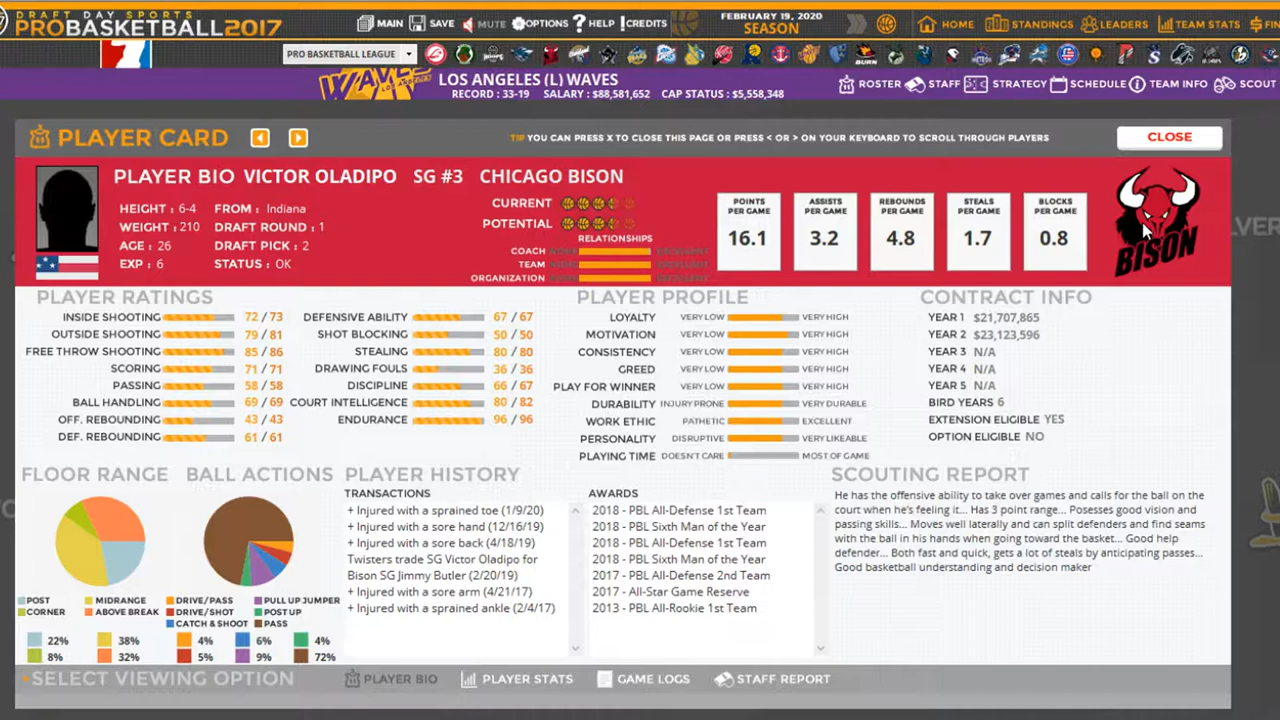 DRAFT DAY SPORTS
PROBASKETBALL2017
MAIN SAVE MUTE OPTIONS HELP CREDITS
FEBRUARY 19, 2020
SEASON
HOME STANDINGS LEADERS TEAM STATS
PRO BASKETBALL LEAGUE
WAVES
LOS ANGELES (L) WAVES
RECORD : 33-19 SALARY : $88,581,652 CAP STATUS : $5,558,348
ROSTER STAFF STRATEGY SCHEDULE TEAM INFO SCOUT
PLAYER CARD
TIP YOU CAN PRESS X TO CLOSE THIS PAGE OR PRESS < OR > ON YOUR KEYBOARD TO SCROLL THROUGH PLAYERS
CLOSE
PLAYER BIO VICTOR OLADIPO SG #3 CHICAGO BISON
HEIGHT : 6-4 FROM : Indiana
WEIGHT : 210 DRAFT ROUND : 1
AGE : 26 DRAFT PICK : 2
EXP : 6 STATUS : OK
CURRENT
POTENTIAL
RELATIONSHIPS
COACH
TEAM
ORGANIZATION
POINTS PER GAME 16.1
ASSISTS PER GAME 3.2
REBOUNDS PER GAME 4.8
STEALS PER GAME 1.7
BLOCKS PER GAME 0.8
BISON
PLAYER RATINGS
INSIDE SHOOTING 72 / 73
OUTSIDE SHOOTING 79 / 81
FREE THROW SHOOTING 85 / 86
SCORING 71 / 71
PASSING 58 / 58
BALL HANDLING 69 / 69
OFF. REBOUNDING 43 / 43
DEF. REBOUNDING 61 / 61
DEFENSIVE ABILITY 67 / 67
SHOT BLOCKING 50 / 50
STEALING 80 / 80
DRAWING FOULS 36 / 36
DISCIPLINE 66 / 67
COURT INTELLIGENCE 80 / 82
ENDURANCE 96 / 96
PLAYER PROFILE
LOYALTY VERY LOW VERY HIGH
MOTIVATION VERY LOW VERY HIGH
CONSISTENCY VERY LOW VERY HIGH
GREED VERY LOW VERY HIGH
PLAY FOR WINNER VERY LOW VERY HIGH
DURABILITY INJURY PRONE VERY DURABLE
WORK ETHIC PATHETIC EXCELLENT
PERSONALITY DISRUPTIVE VERY LIKEABLE
PLAYING TIME DOESN'T CARE MOST OF GAME
CONTRACT INFO
YEAR 1 $21,707,865
YEAR 2 $23,123,596
YEAR 3 N/A
YEAR 4 N/A
YEAR 5 N/A
BIRD YEARS 6
EXTENSION ELIGIBLE YES
OPTION ELIGIBLE NO
FLOOR RANGE
POST MIDRANGE
CORNER ABOVE BREAK
22% 38%
8% 32%
BALL ACTIONS
DRIVE/PASS PULL UP JUMPER
DRIVE/SHOT POST UP
CATCH & SHOOT PASS
4% 6% 4%
5% 9% 72%
PLAYER HISTORY
TRANSACTIONS
+ Injured with a sprained toe (1/9/20)
+ Injured with a sore hand (12/16/19)
+ Injured with a sore back (4/18/19)
Twisters trade SG Victor Oladipo for
Bison SG Jimmy Butler (2/20/19)
+ Injured with a sore arm (4/21/17)
+ Injured with a sprained ankle (2/4/17)
AWARDS
2018 - PBL All-Defense 1st Team
2018 - PBL Sixth Man of the Year
2018 - PBL All-Defense 1st Team
2018 - PBL Sixth Man of the Year
2017 - PBL All-Defense 2nd Team
2017 - All-Star Game Reserve
2013 - PBL All-Rookie 1st Team
SCOUTING REPORT
He has the offensive ability to take over games and calls for the ball on the
court when he's feeling it... Has 3 point range... Posesses good vision and
passing skills... Moves well laterally and can split defenders and find seams
with the ball in his hands when going toward the basket... Good help
defender... Both fast and quick, gets a lot of steals by anticipating passes...
Good basketball understanding and decision maker
SELECT VIEWING OPTION PLAYER BIO PLAYER STATS GAME LOGS STAFF REPORT